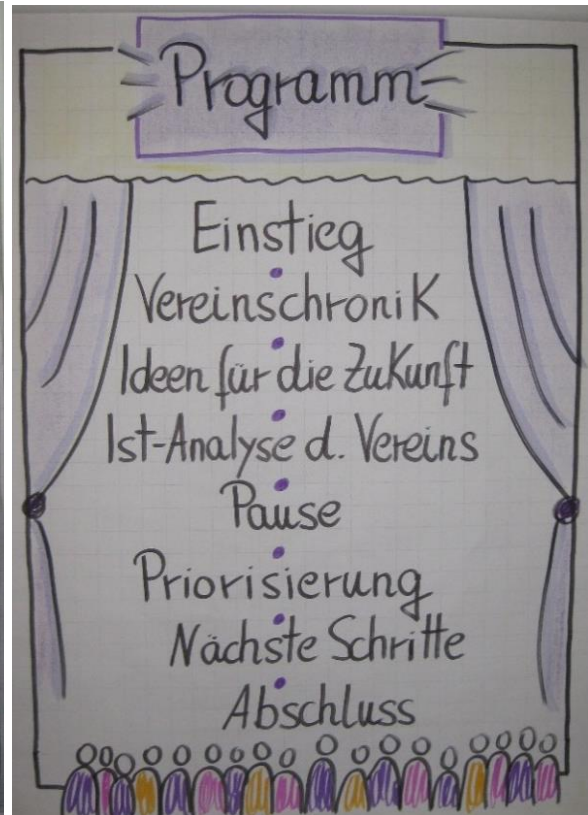 Programm
Einstieg
Vereinschronik
Ideen für die Zukunft
Ist-Analyse d. Vereins
Pause
Priorisierung
Nächste Schritte
Abschluss